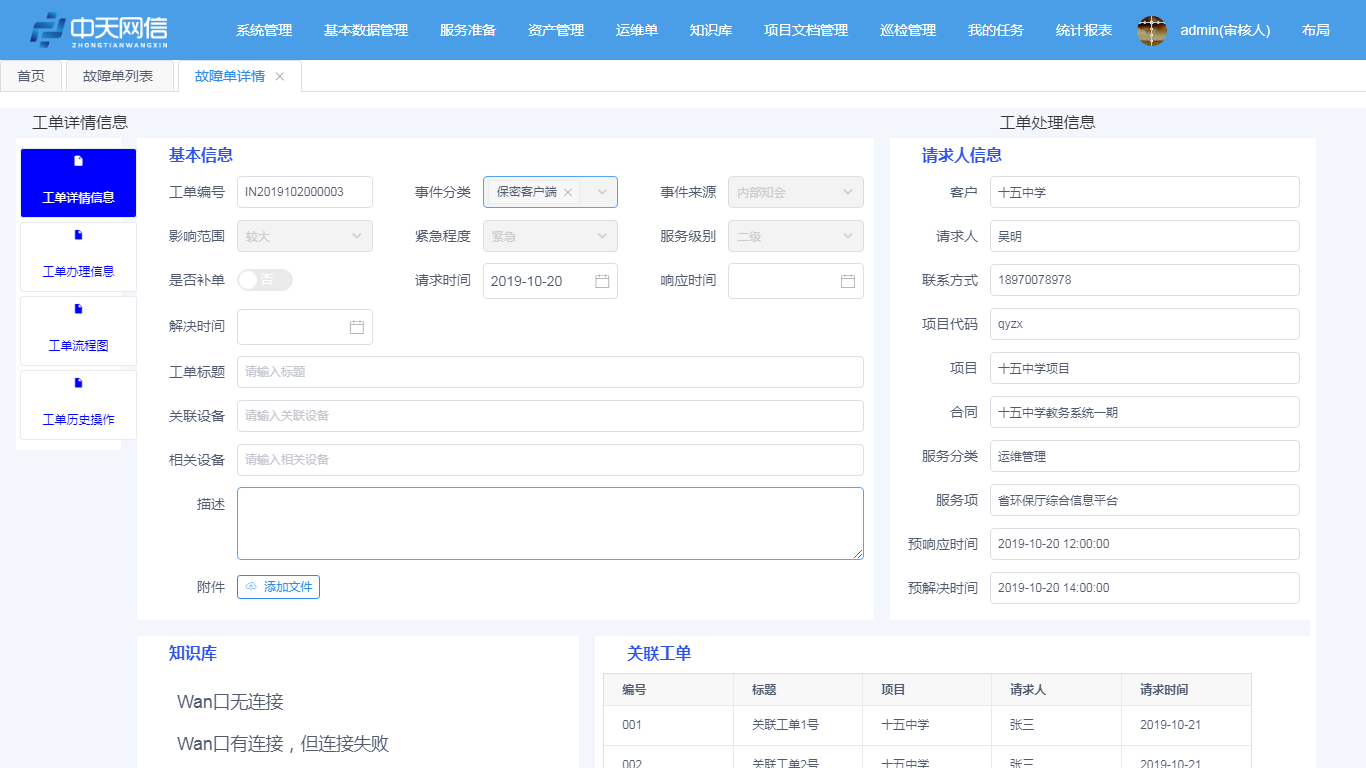 中天网信
ZHONGTIANWANGXIN
系统管理 基本数据管理 服务准备 资产管理 运维单 知识库 项目文档管理 巡检管理 我的任务 统计报表 admin(审核人) 布局
首页 故障单列表 故障单详情
工单详情信息 工单处理信息
工单详情信息
工单办理信息
工单流程图
工单历史操作
基本信息
工单编号 IN2019102000003 事件分类 保密客户端 事件来源 内部知会
影响范围 较大 紧急程度 紧急 服务级别 二级
是否补单 否 请求时间 2019-10-20 响应时间
解决时间
工单标题 请输入标题
关联设备 请输入关联设备
相关设备 请输入相关设备
描述
附件 添加文件
请求人信息
客户 十五中学
请求人 吴明
联系方式 18970078978
项目代码 qyzx
项目 十五中学项目
合同 十五中学教务系统一期
服务分类 运维管理
服务项 省环保厅综合信息平台
预响应时间 2019-10-20 12:00:00
预解决时间 2019-10-20 14:00:00
知识库
Wan口无连接
Wan口有连接，但连接失败
关联工单
编号 标题 项目 请求人 请求时间
001 关联工单1号 十五中学 张三 2019-10-21
002 关联工单2号 十五中学 张三 2019-10-21